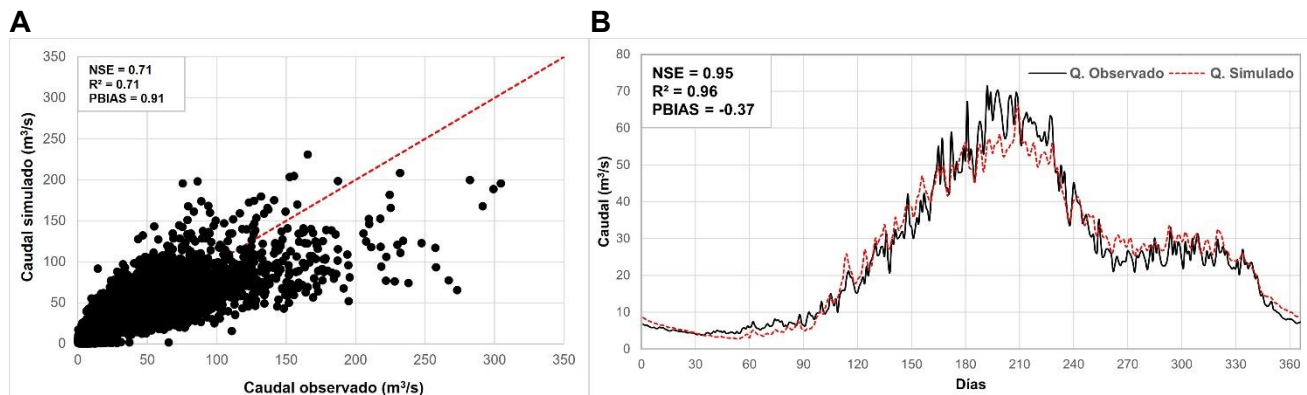 A
NSE = 0.71
R² = 0.71
PBIAS = 0.91
350
300
250
200
150
100
50
0
0 50 100 150 200 250 300 350
Caudal simulado (m³/s)
Caudal observado (m³/s)
B
NSE = 0.95
R² = 0.96
PBIAS = -0.37
Q. Observado Q. Simulado
80
70
60
50
40
30
20
10
0
0 30 60 90 120 150 180 210 240 270 300 330 360
Caudal (m³/s)
Días